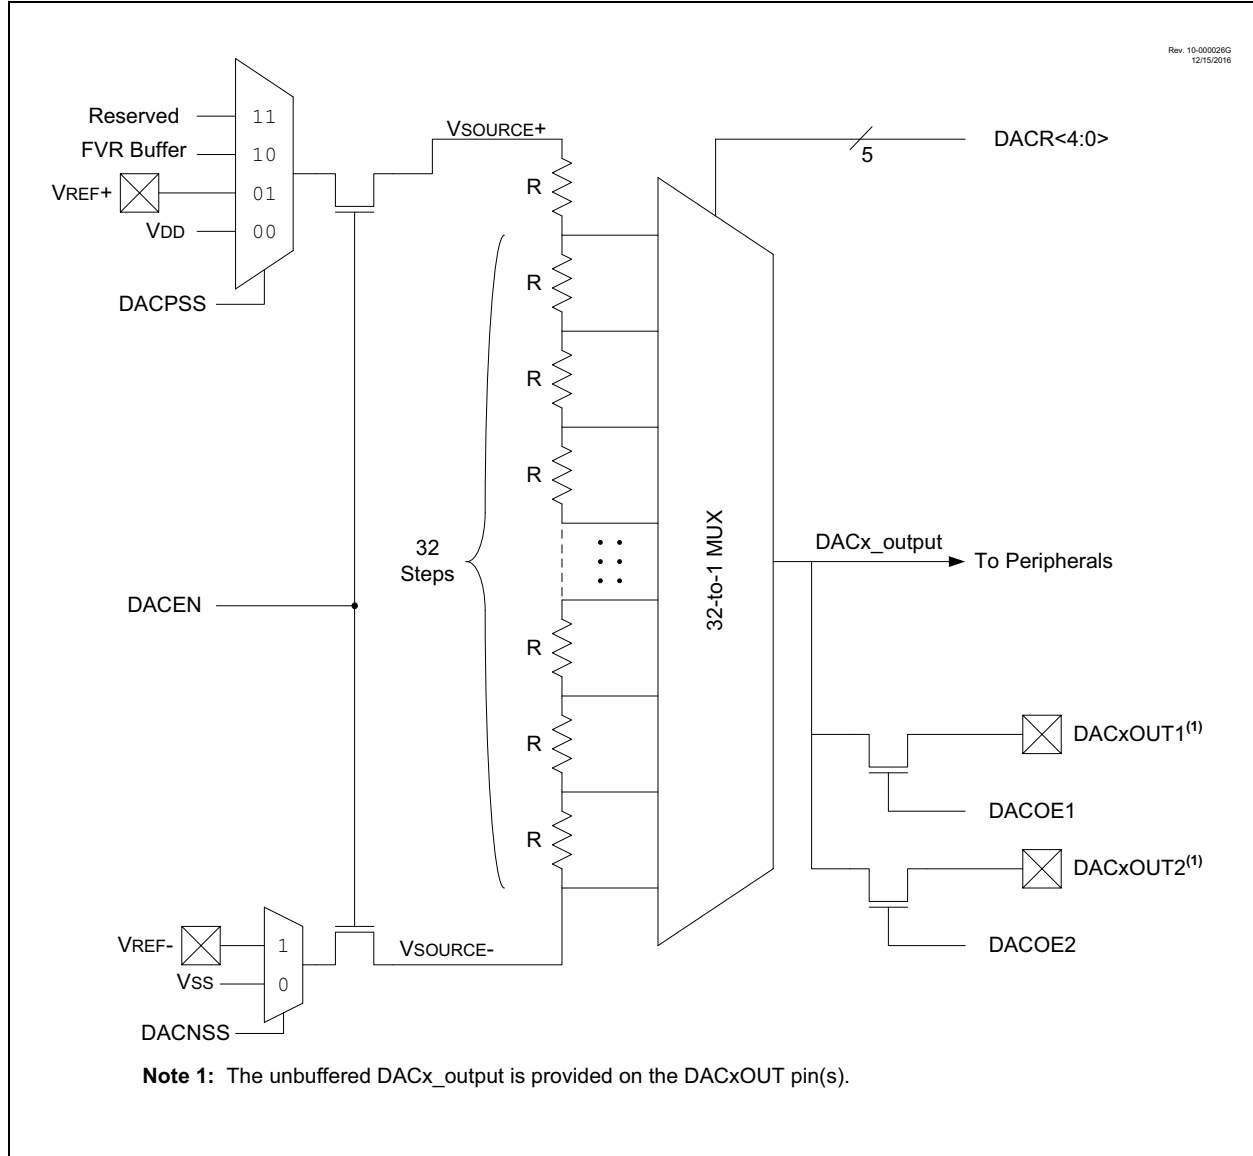 Rev. 10-000026G
12/15/2016
Reserved
11
FVR Buffer
10
VREF+
01
VDD
00
DACPSS
VSOURCE+
R
R
R
R
32
Steps
R
R
R
DACEN
DACR<4:0>
5
32-to-1 MUX
DACx_output
To Peripherals
DACxOUT1(1)
DACOE1
DACxOUT2(1)
DACOE2
VREF-
1
VSS
0
VSOURCE-
DACNSS
Note 1: The unbuffered DACx_output is provided on the DACxOUT pin(s).